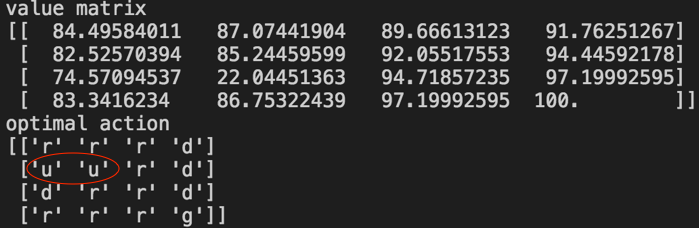 value matrix
[[  84.49584011   87.07441904   89.66613123   91.76251267]
 [  82.52570394   85.24459599   92.05517553   94.44592178]
 [  74.57094537   22.04451363   94.71857235   97.19992595]
 [  83.3416234    86.75322439   97.19992595  100.        ]]
optimal action
[['r' 'r' 'r' 'd']
 ['u' 'u' 'r' 'd']
 ['d' 'r' 'r' 'd']
 ['r' 'r' 'r' 'g']]